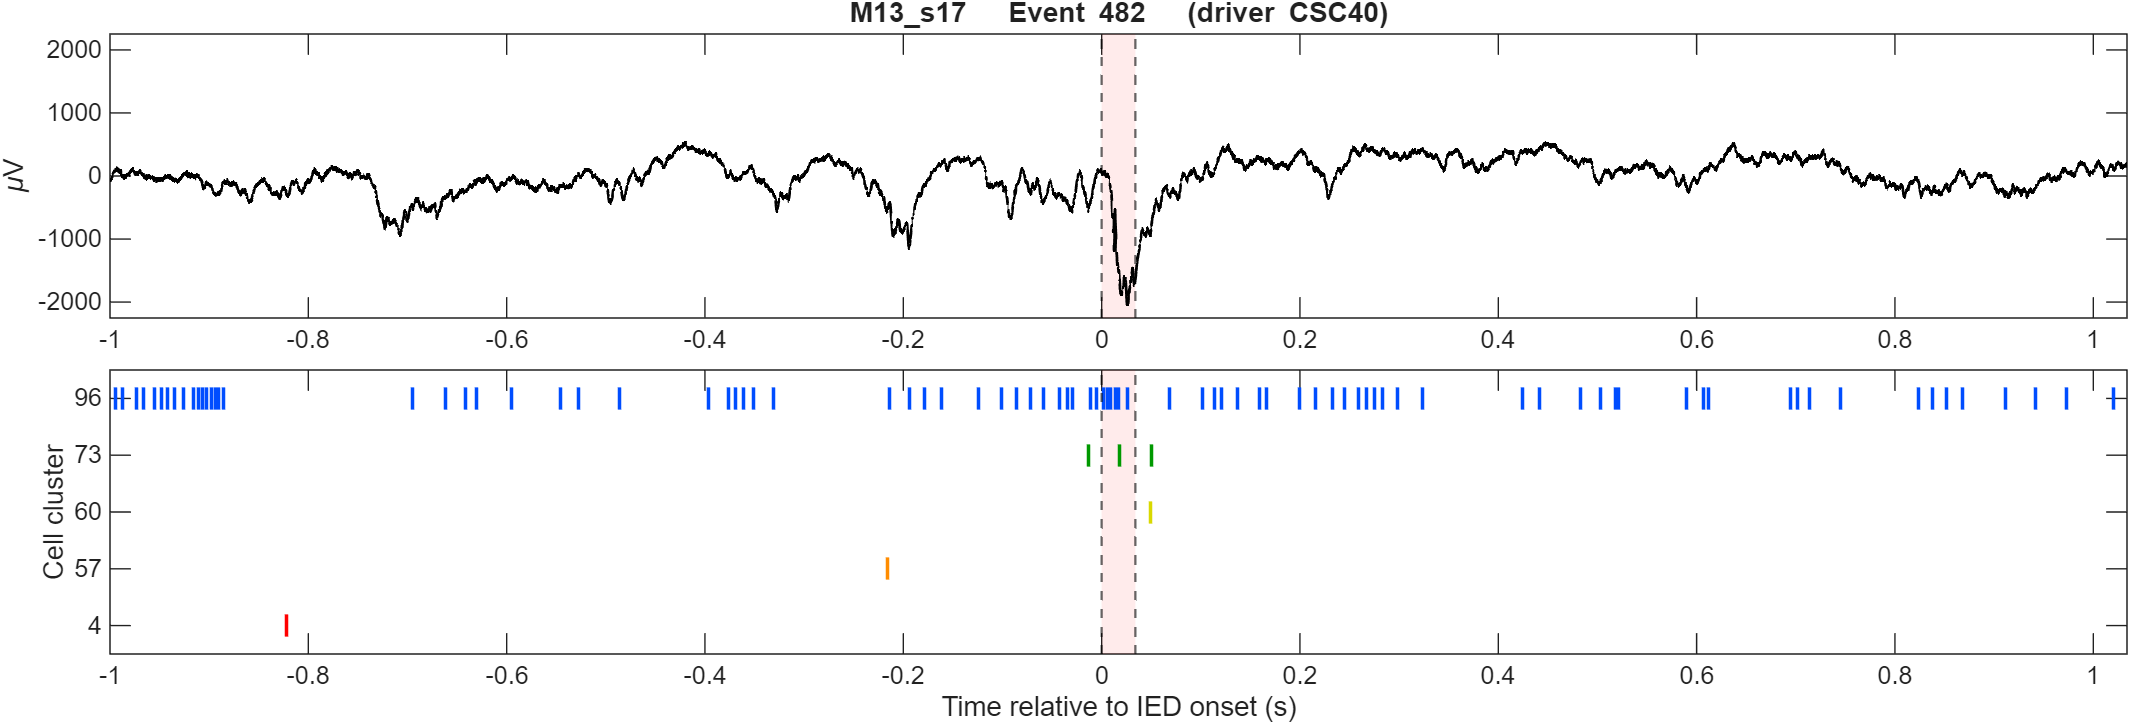 M13_s17 Event 482 (driver CSC40)
2000
1000
0
-1000
-2000
µV
-1 -0.8 -0.6 -0.4 -0.2 0 0.2 0.4 0.6 0.8 1
96
73
60
57
4
Cell cluster
-1 -0.8 -0.6 -0.4 -0.2 0 0.2 0.4 0.6 0.8 1
Time relative to IED onset (s)